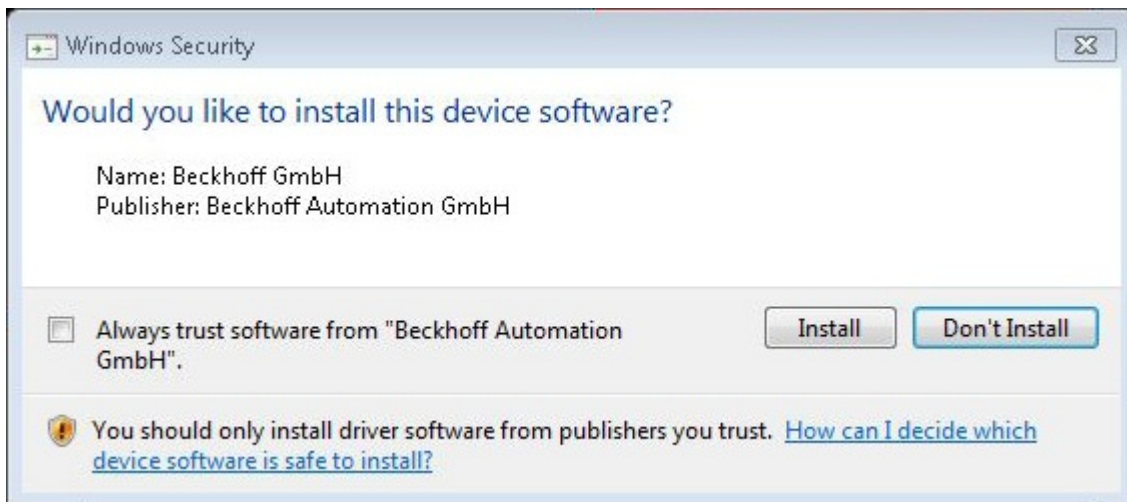 Windows Security
Would you like to install this device software?
Name: Beckhoff GmbH
Publisher: Beckhoff Automation GmbH
Always trust software from "Beckhoff Automation
GmbH".
Install
Don't Install
You should only install driver software from publishers you trust. How can I decide which
device software is safe to install?